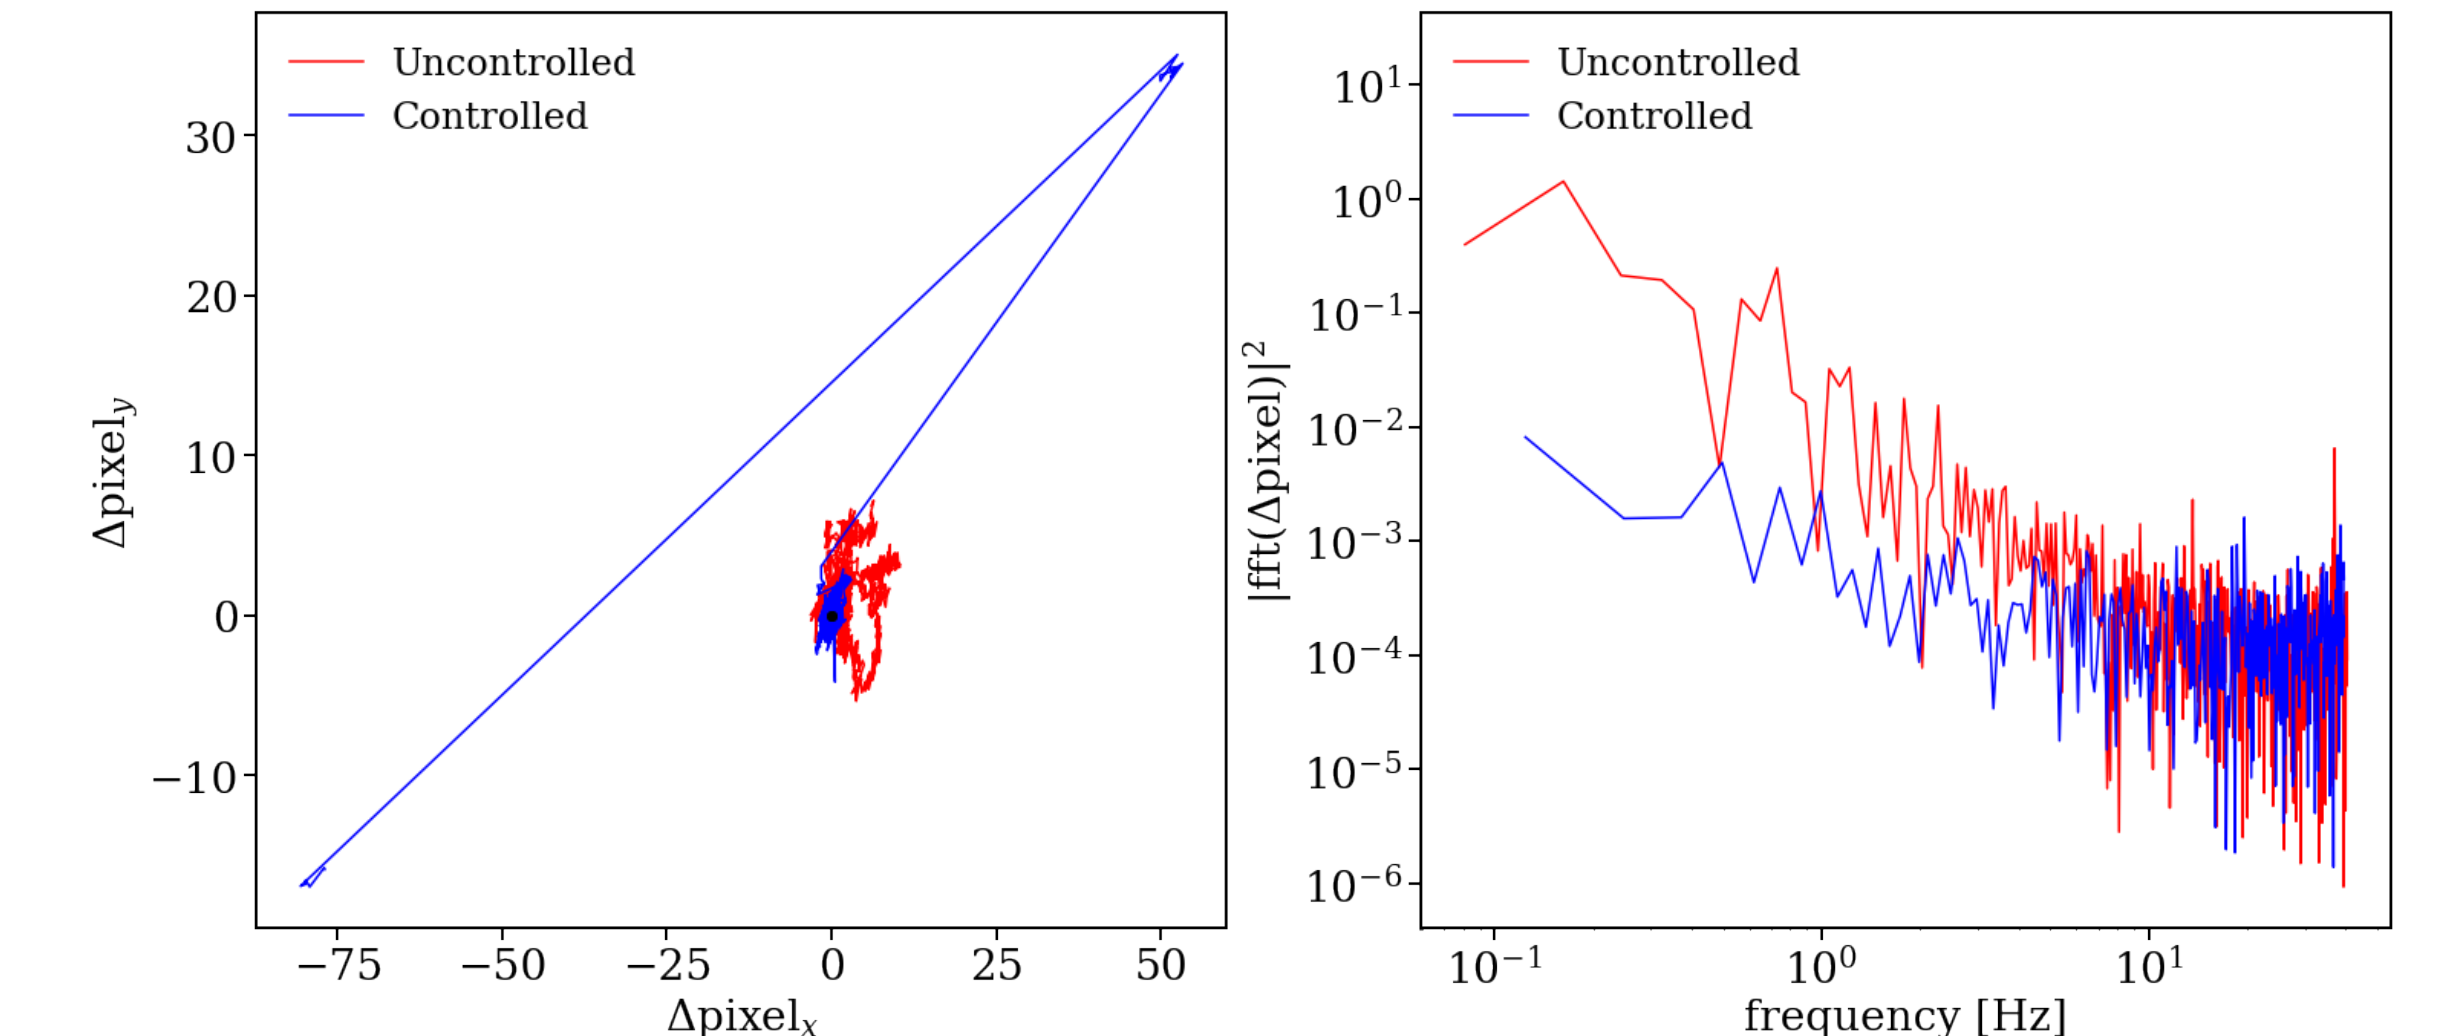 Uncontrolled
Controlled
30
20
10
0
−10
Δpixel_y
−75 −50 −25 0 25 50
Δpixel_x
Uncontrolled
Controlled
10^1
10^0
10^−1
10^−2
10^−3
10^−4
10^−5
10^−6
|fft(Δpixel)|^2
10^−1 10^0 10^1
frequency [Hz]